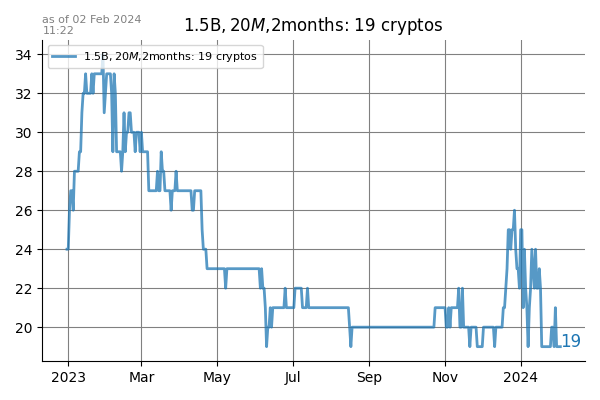 as of 02 Feb 2024
11:22
1.5B, 20M,2months: 19 cryptos
1.5B, 20M,2months: 19 cryptos
34
32
30
28
26
24
22
20
19
2023 Mar May Jul Sep Nov 2024